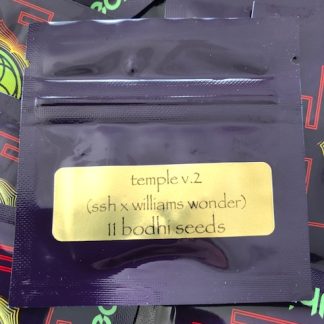 temple v.2
(ssh x williams wonder)
11 bodhi seeds